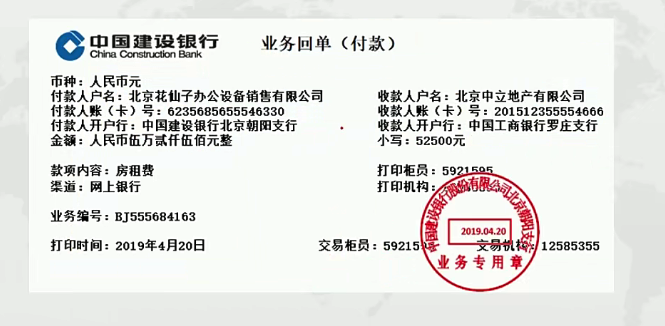 中国建设银行
China Construction Bank
业务回单（付款）
币种：人民币元
付款人户名：北京花仙子办公设备销售有限公司 收款人户名：北京中立地产有限公司
付款人账（卡）号：6235685655546330 收款人账（卡）号：201512355554666
付款人开户行：中国建设银行北京朝阳支行 收款人开户行：中国工商银行罗庄支行
金额：人民币伍万贰仟伍佰元整 小写：52500元
款项内容：房租费 打印柜员：5921595
渠道：网上银行 打印机构：
中国建设银行股份有限公司北京朝阳支行
2019.04.20
业务专用章
业务编号：BJ555684163
打印时间：2019年4月20日 交易柜员：59215 交易机构：12585355